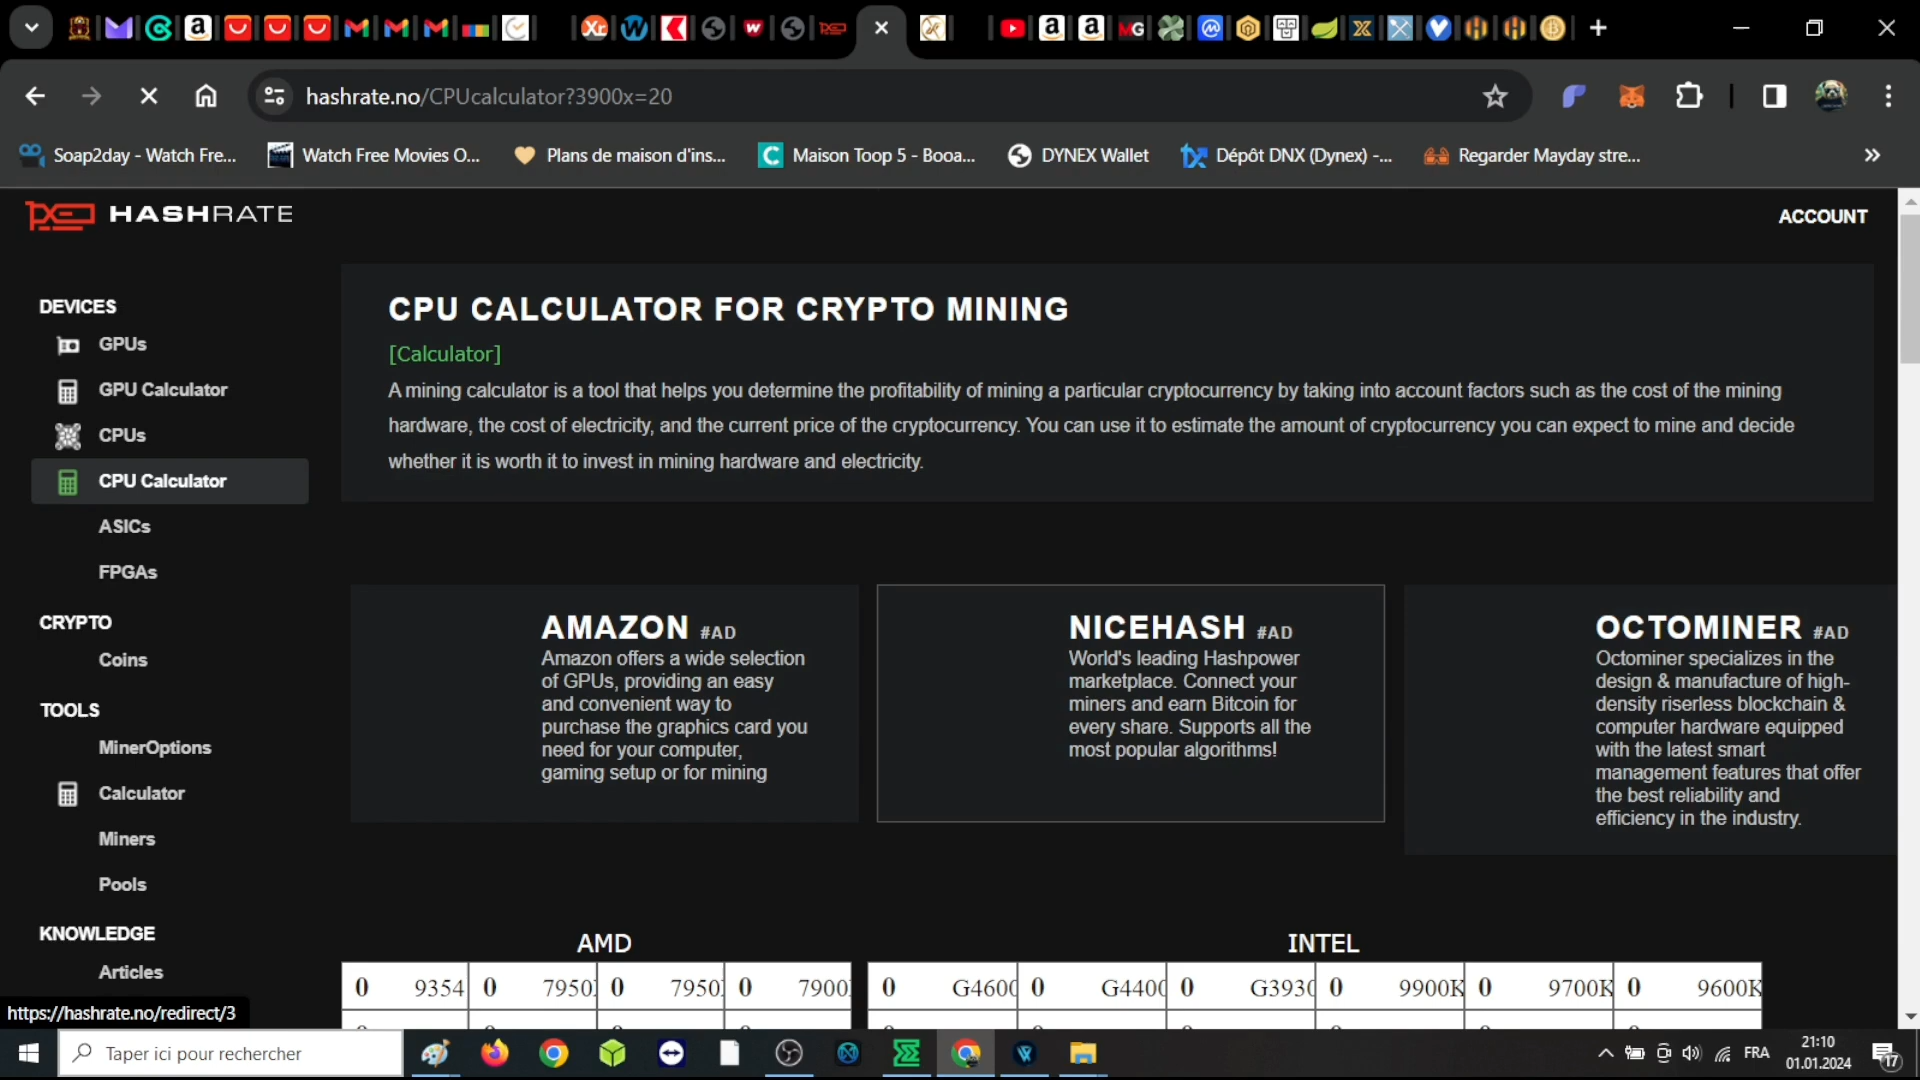 hashrate.no/CPUcalculator?3900x=20
Soap2day - Watch Fre...
Watch Free Movies O...
Plans de maison d'ins...
Maison Toop 5 - Booa...
DYNEX Wallet
Dépôt DNX (Dynex) -...
Regarder Mayday stre...
HASHRATE
ACCOUNT
DEVICES
GPUs
GPU Calculator
CPUs
CPU Calculator
ASICs
FPGAs
CRYPTO
Coins
TOOLS
MinerOptions
Calculator
Miners
Pools
KNOWLEDGE
Articles
CPU CALCULATOR FOR CRYPTO MINING
[Calculator]
A mining calculator is a tool that helps you determine the profitability of mining a particular cryptocurrency by taking into account factors such as the cost of the mining
hardware, the cost of electricity, and the current price of the cryptocurrency. You can use it to estimate the amount of cryptocurrency you can expect to mine and decide
whether it is worth it to invest in mining hardware and electricity.
AMAZON #AD
Amazon offers a wide selection
of GPUs, providing an easy
and convenient way to
purchase the graphics card you
need for your computer,
gaming setup or for mining
NICEHASH #AD
World's leading Hashpower
marketplace. Connect your
miners and earn Bitcoin for
every share. Supports all the
most popular algorithms!
OCTOMINER #AD
Octominer specializes in the
design & manufacture of high-
density riserless blockchain &
computer hardware equipped
with the latest smart
management features that offer
the best reliability and
efficiency in the industry.
AMD
INTEL
0 9354 0 7950 0 7950 0 7900 0 G4600 0 G4400 0 G3930 0 9900K 0 9700K 0 9600K
https://hashrate.no/redirect/3
Taper ici pour rechercher
FRA
21:10
01.01.2024
17